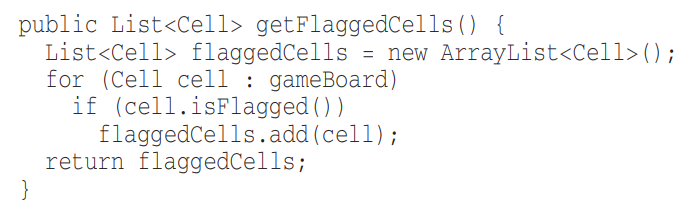 public List<Cell> getFlaggedCells() {
  List<Cell> flaggedCells = new ArrayList<Cell>();
  for (Cell cell : gameBoard)
    if (cell.isFlagged())
      flaggedCells.add(cell);
  return flaggedCells;
}